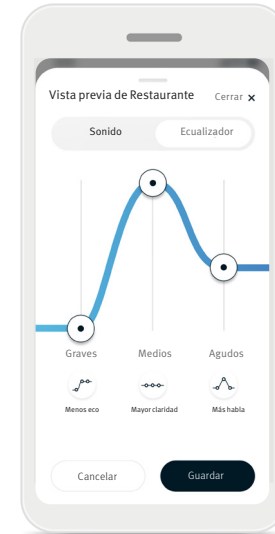 Vista previa de Restaurante Cerrar ×
Sonido Ecualizador
Graves Medios Agudos
Menos eco Mayor claridad Más habla
Cancelar Guardar